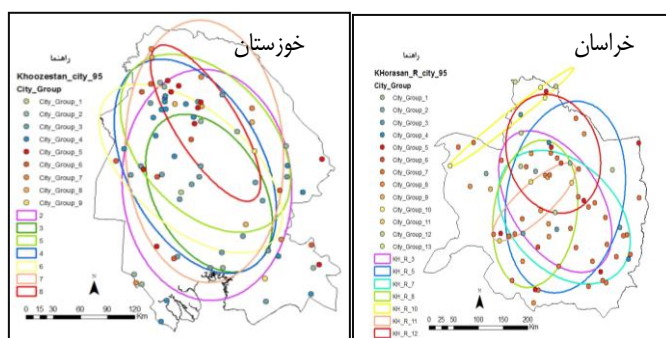 خوزستان
راهنما
Khoozestan_city_95
City_Group
City_Group_1
City_Group_2
City_Group_3
City_Group_4
City_Group_5
City_Group_6
City_Group_7
City_Group_8
City_Group_9
2
3
5
4
6
7
8
N
0 15 30 60 90 120
Km
خراسان
راهنما
KHorasan_R_city_95
City_Group
City_Group_1
City_Group_2
City_Group_3
City_Group_4
City_Group_5
City_Group_6
City_Group_7
City_Group_8
City_Group_9
City_Group_10
City_Group_11
City_Group_12
City_Group_13
KH_R_3
KH_R_5
KH_R_7
KH_R_8
KH_R_10
KH_R_11
KH_R_12
N
0 25 50 100 150 200
Km